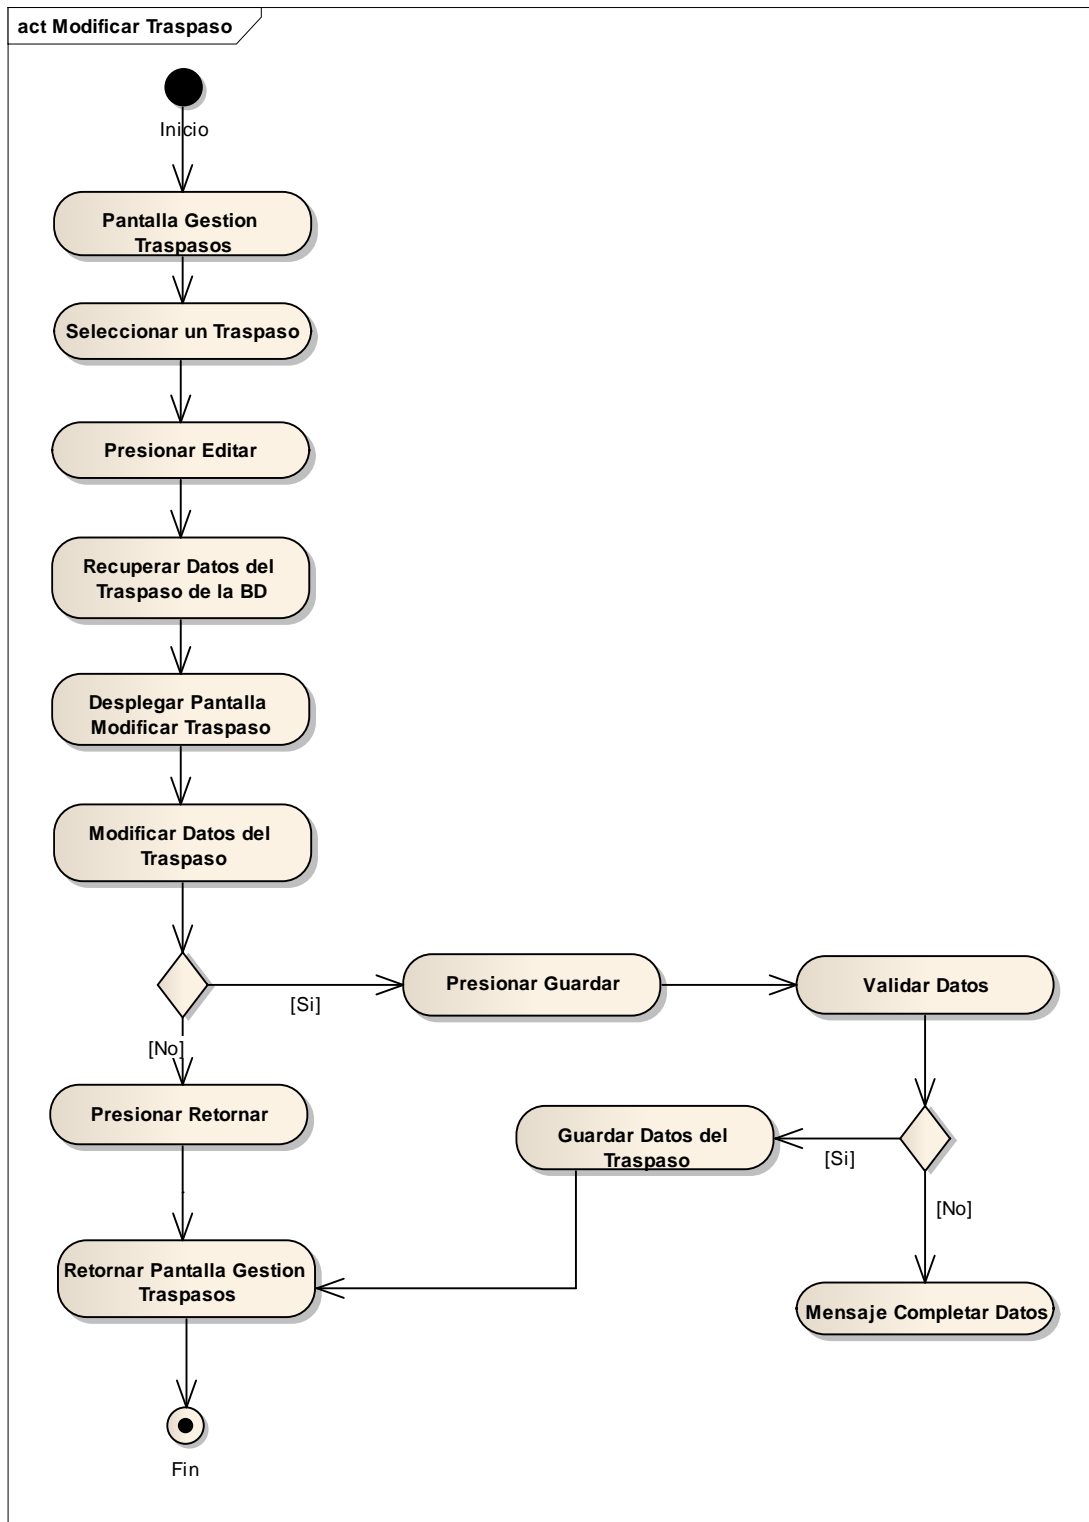 act Modificar Traspaso
Inicio
Pantalla Gestion
Traspasos
Seleccionar un Traspaso
Presionar Editar
Recuperar Datos del
Traspaso de la BD
Desplegar Pantalla
Modificar Traspaso
Modificar Datos del
Traspaso
[Si]
Presionar Guardar
Validar Datos
[No]
Presionar Retornar
Guardar Datos del
Traspaso
[Si]
[No]
Retornar Pantalla Gestion
Traspasos
Mensaje Completar Datos
Fin